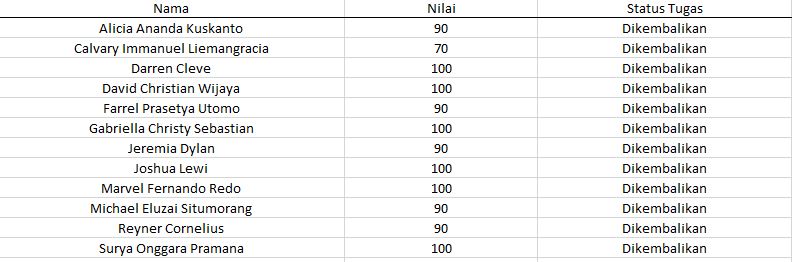 Nama Nilai Status Tugas
Alicia Ananda Kuskanto 90 Dikembalikan
Calvary Immanuel Liemangracia 70 Dikembalikan
Darren Cleve 100 Dikembalikan
David Christian Wijaya 100 Dikembalikan
Farrel Prasetya Utomo 90 Dikembalikan
Gabriella Christy Sebastian 100 Dikembalikan
Jeremia Dylan 90 Dikembalikan
Joshua Lewi 100 Dikembalikan
Marvel Fernando Redo 100 Dikembalikan
Michael Eluzai Situmorang 90 Dikembalikan
Reyner Cornelius 90 Dikembalikan
Surya Onggara Pramana 100 Dikembalikan